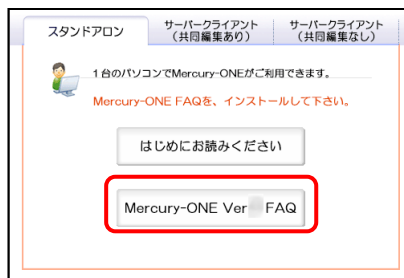 スタンドアロン
サーバークライアント
（共同編集あり）
サーバークライアント
（共同編集なし）
1台のパソコンでMercury-ONEがご利用できます。
Mercury-ONE FAQを、インストールして下さい。
はじめにお読みください
Mercury-ONE Ver FAQ